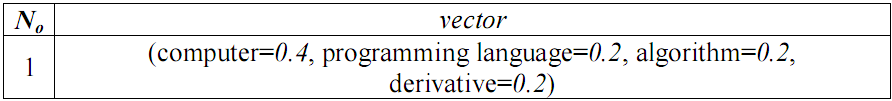 No vector
1 (computer=0.4, programming language=0.2, algorithm=0.2,
derivative=0.2)